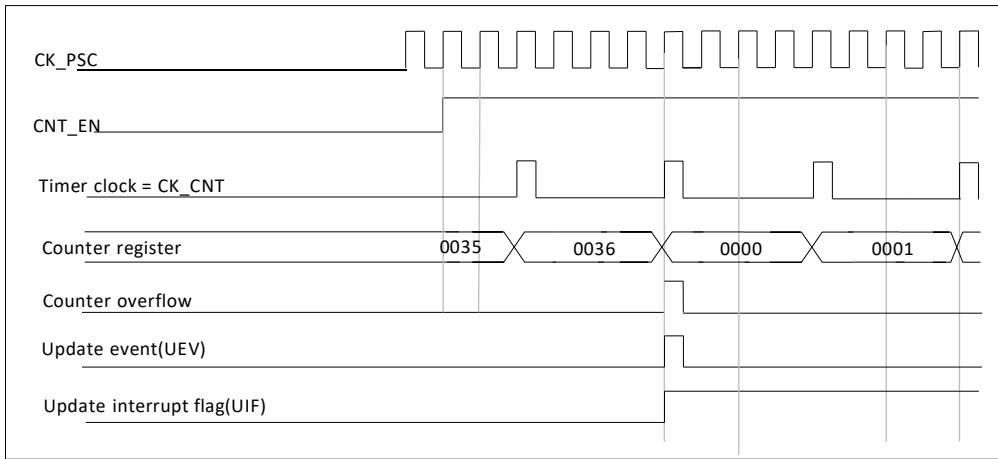 CK_PSC
CNT_EN
Timer clock = CK_CNT
Counter register 0035 0036 0000 0001
Counter overflow
Update event(UEV)
Update interrupt flag(UIF)